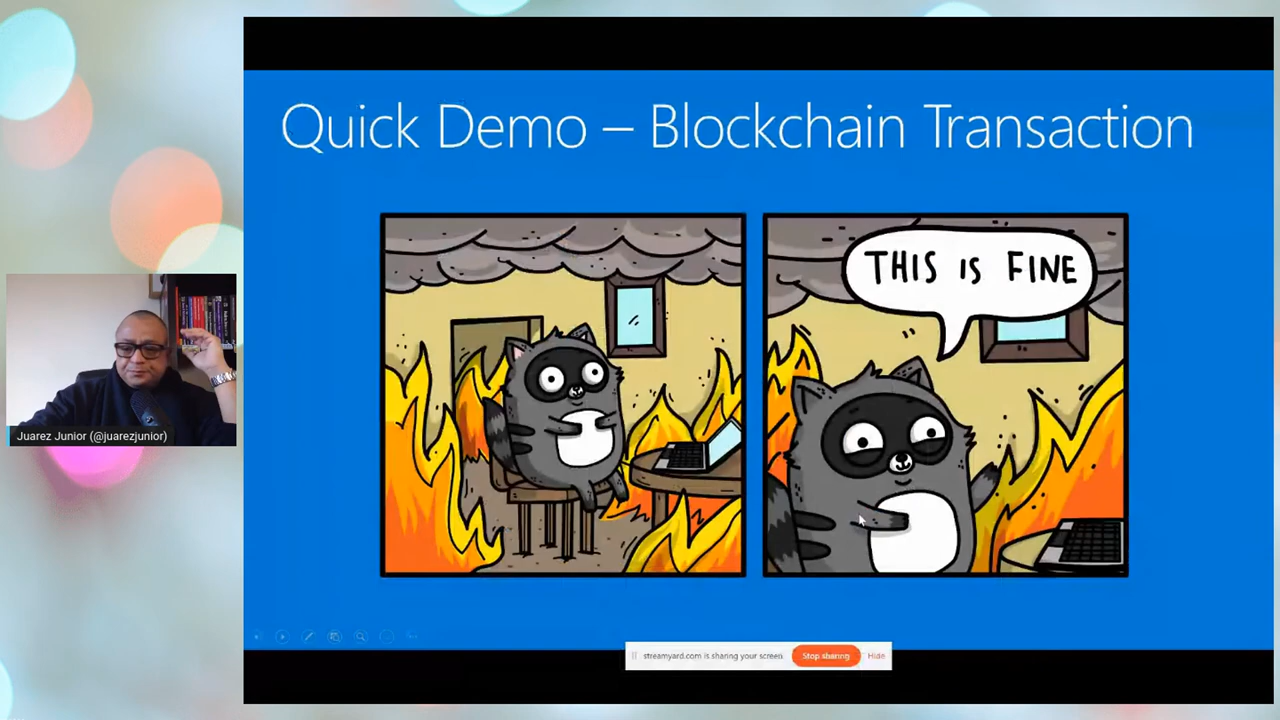 Quick Demo – Blockchain Transaction
THIS IS FINE
Juarez Junior (@juarezjunior)
streamyard.com is sharing your screen. Stop sharing Hide